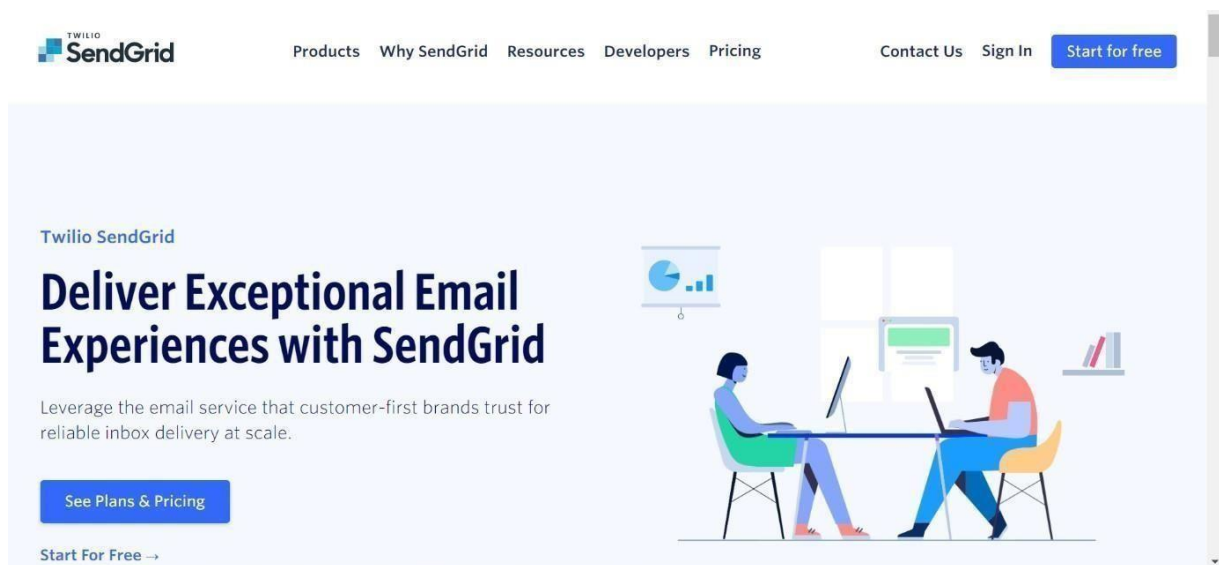 TWILIO
SendGrid
Products Why SendGrid Resources Developers Pricing Contact Us Sign In Start for free
Twilio SendGrid
Deliver Exceptional Email
Experiences with SendGrid
Leverage the email service that customer-first brands trust for
reliable inbox delivery at scale.
See Plans & Pricing
Start For Free →